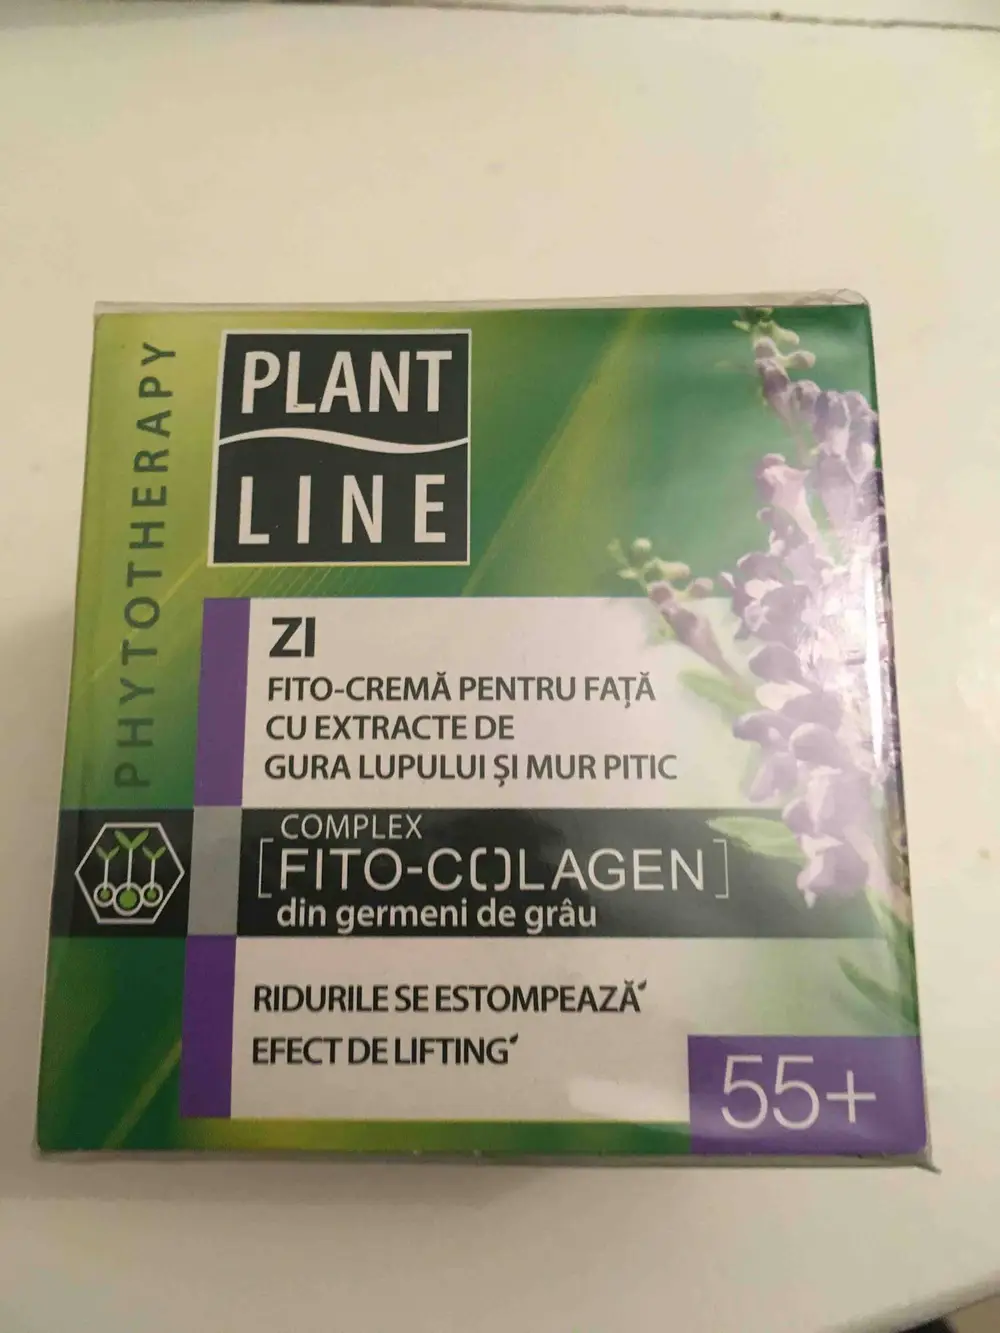 PHYTOTHERAPY
PLANT
LINE
ZI
FITO-CREMĂ PENTRU FAȚĂ
CU EXTRACTE DE
GURA LUPULUI ȘI MUR PITIC
COMPLEX
[FITO-COLAGEN]
din germeni de grâu
RIDURILE SE ESTOMPEAZĂ
EFECT DE LIFTING
55+